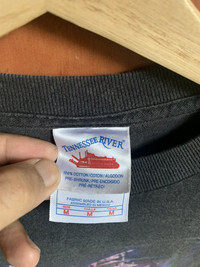 TENNESSEE RIVER
100% COTTON/COTON/ALGODON
PRE-SHRUNK/PRE-ENCOGIDO
PRE-RETRECI
FABRIC MADE IN U.S.A.
M M M